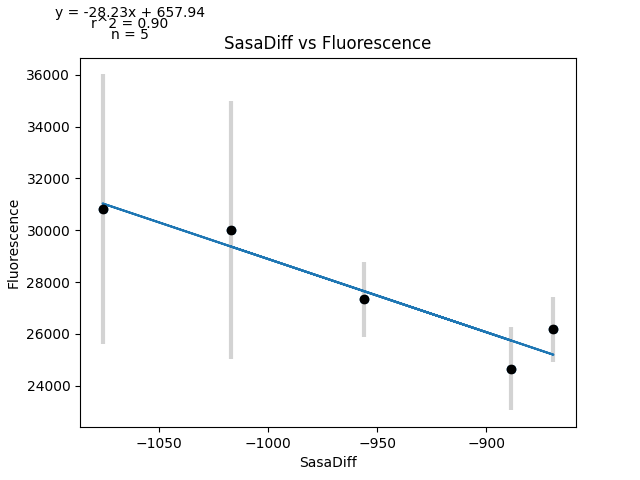 y = -28.23x + 657.94
r^2 = 0.90
n = 5
SasaDiff vs Fluorescence
36000
34000
32000
30000
28000
26000
24000
Fluorescence
−1050
−1000
−950
−900
SasaDiff